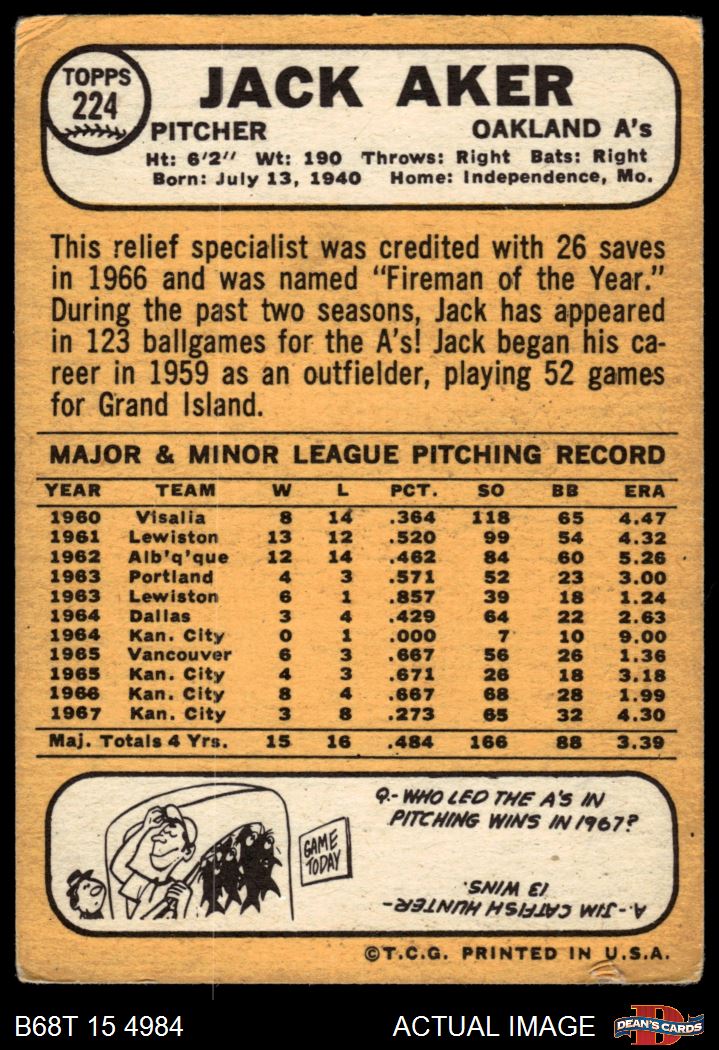 TOPPS
224
JACK AKER
PITCHER OAKLAND A's
Ht: 6'2" Wt: 190 Throws: Right Bats: Right
Born: July 13, 1940 Home: Independence, Mo.
This relief specialist was credited with 26 saves
in 1966 and was named "Fireman of the Year."
During the past two seasons, Jack has appeared
in 123 ballgames for the A's! Jack began his ca-
reer in 1959 as an outfielder, playing 52 games
for Grand Island.
MAJOR & MINOR LEAGUE PITCHING RECORD
YEAR TEAM W L PCT. SO BB ERA
1960 Visalia 8 14 .364 118 65 4.47
1961 Lewiston 13 12 .520 99 54 4.32
1962 Alb'q'que 12 14 .462 84 60 5.26
1963 Portland 4 3 .571 52 23 3.00
1963 Lewiston 6 1 .857 39 18 1.24
1964 Dallas 3 4 .429 64 22 2.63
1964 Kan. City 0 1 .000 7 10 9.00
1965 Vancouver 6 3 .667 56 26 1.36
1965 Kan. City 4 3 .671 26 18 3.18
1966 Kan. City 8 4 .667 68 28 1.99
1967 Kan. City 3 8 .273 65 32 4.30
Maj. Totals 4 Yrs. 15 16 .484 166 88 3.39
Q.-WHO LED THE A'S IN
PITCHING WINS IN 1967?
GAME
TODAY
A.-JIM CATFISH HUNTER-
13 WINS.
©T.C.G. PRINTED IN U.S.A.
B68T 15 4984 ACTUAL IMAGE D DEAN'S CARDS